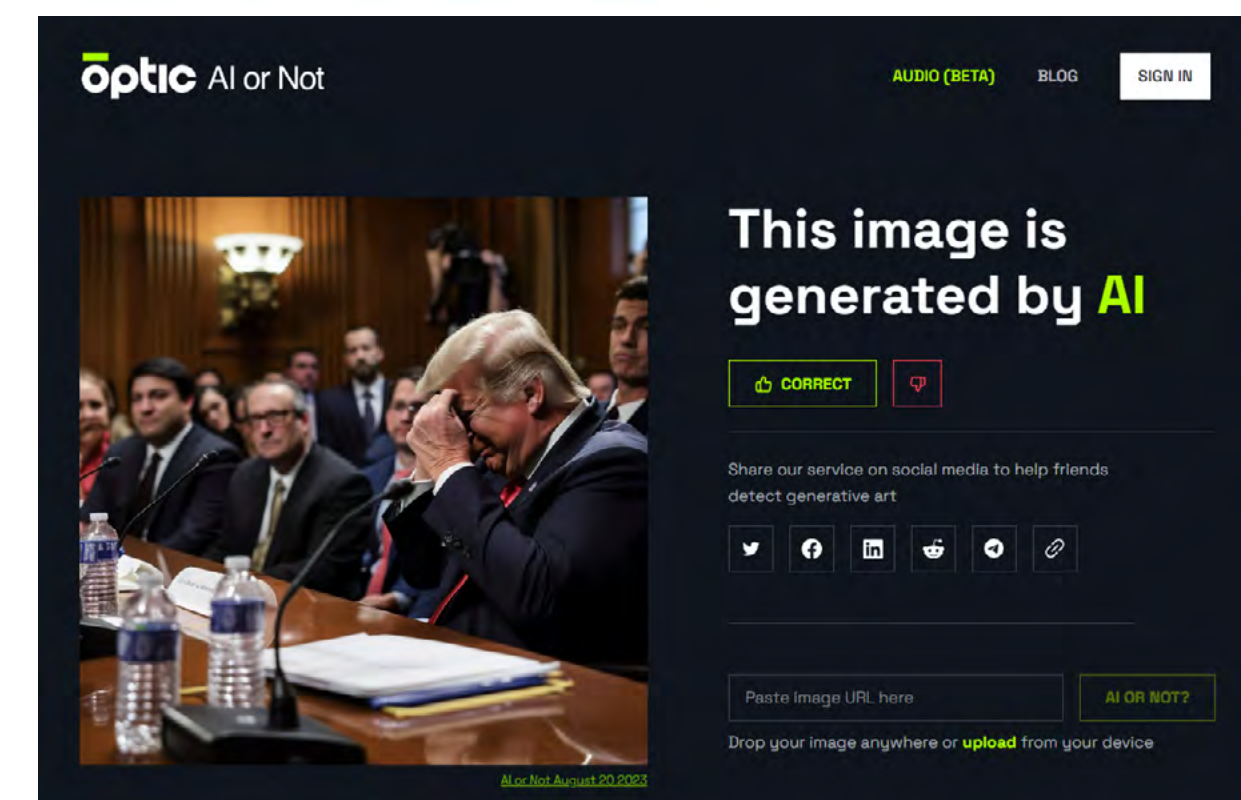 optic AI or Not
AUDIO (BETA)
BLOG
SIGN IN
This image is
generated by AI
CORRECT
Share our service on social media to help friends
detect generative art
Paste image URL here
AI OR NOT?
Drop your image anywhere or upload from your device
AI or Not August 20 2023